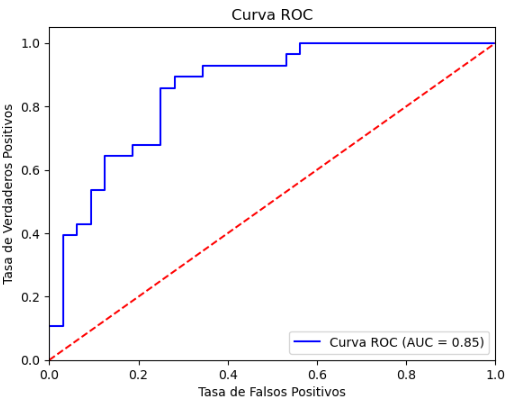 Curva ROC
Tasa de Verdaderos Positivos
1.0
0.8
0.6
0.4
0.2
0.0
0.0 0.2 0.4 0.6 0.8 1.0
Curva ROC (AUC = 0.85)
Tasa de Falsos Positivos